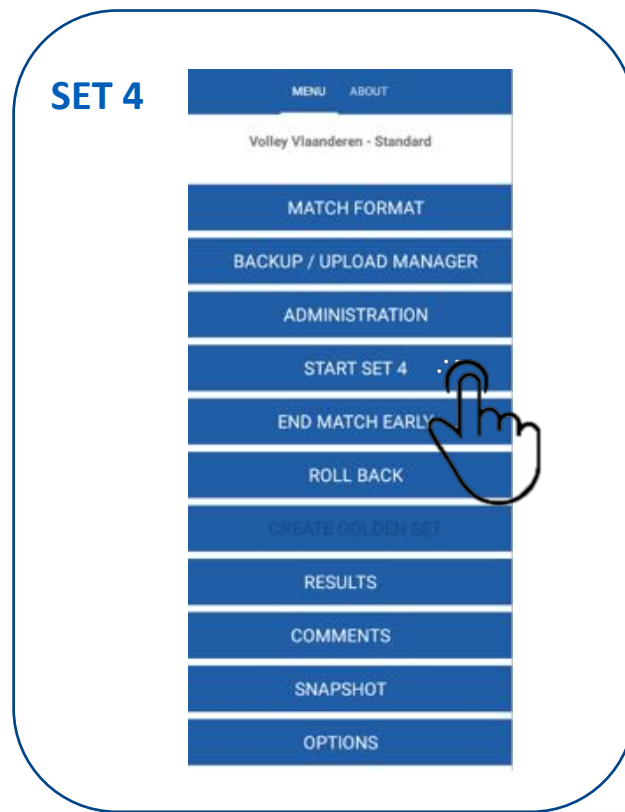 SET 4
MENU ABOUT
Volley Vlaanderen - Standard
MATCH FORMAT
BACKUP / UPLOAD MANAGER
ADMINISTRATION
START SET 4
END MATCH EARLY
ROLL BACK
CREATE GOLDEN SET
RESULTS
COMMENTS
SNAPSHOT
OPTIONS